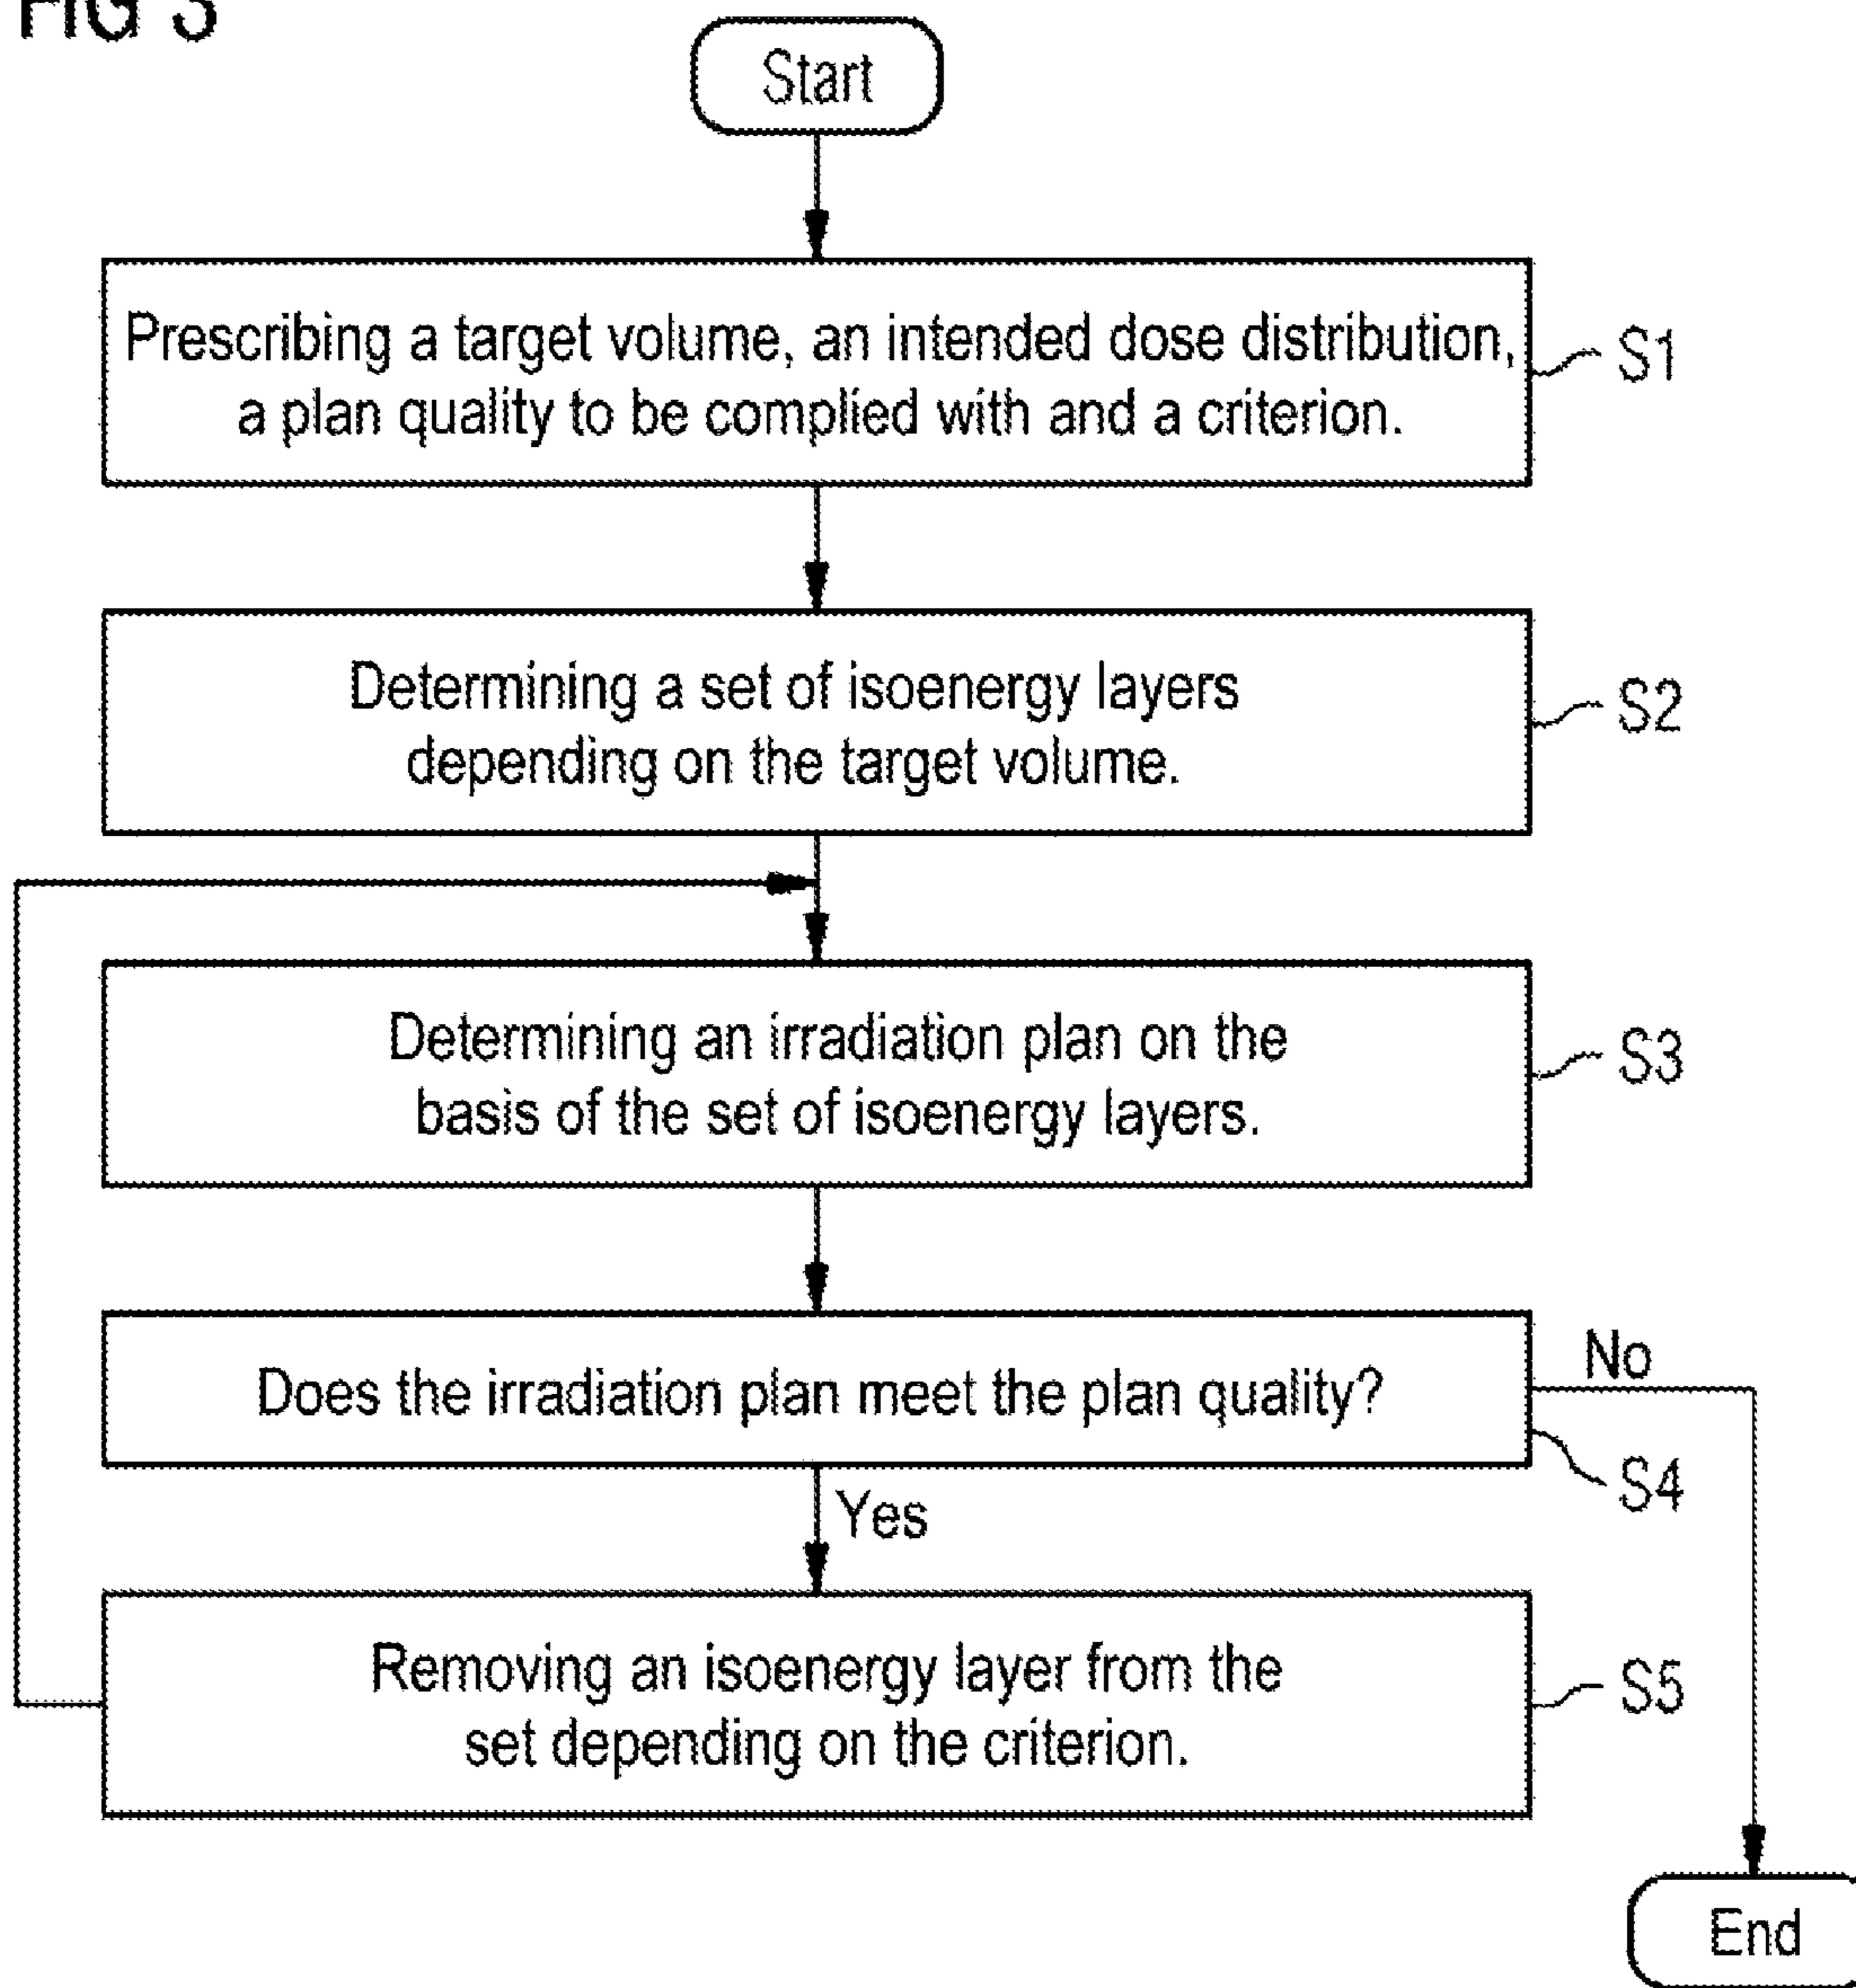 FIG 3
Start
Prescribing a target volume, an intended dose distribution,
a plan quality to be complied with and a criterion.
S1
Determining a set of isoenergy layers
depending on the target volume.
S2
Determining an irradiation plan on the
basis of the set of isoenergy layers.
S3
Does the irradiation plan meet the plan quality?
No
S4
Yes
Removing an isoenergy layer from the
set depending on the criterion.
S5
End